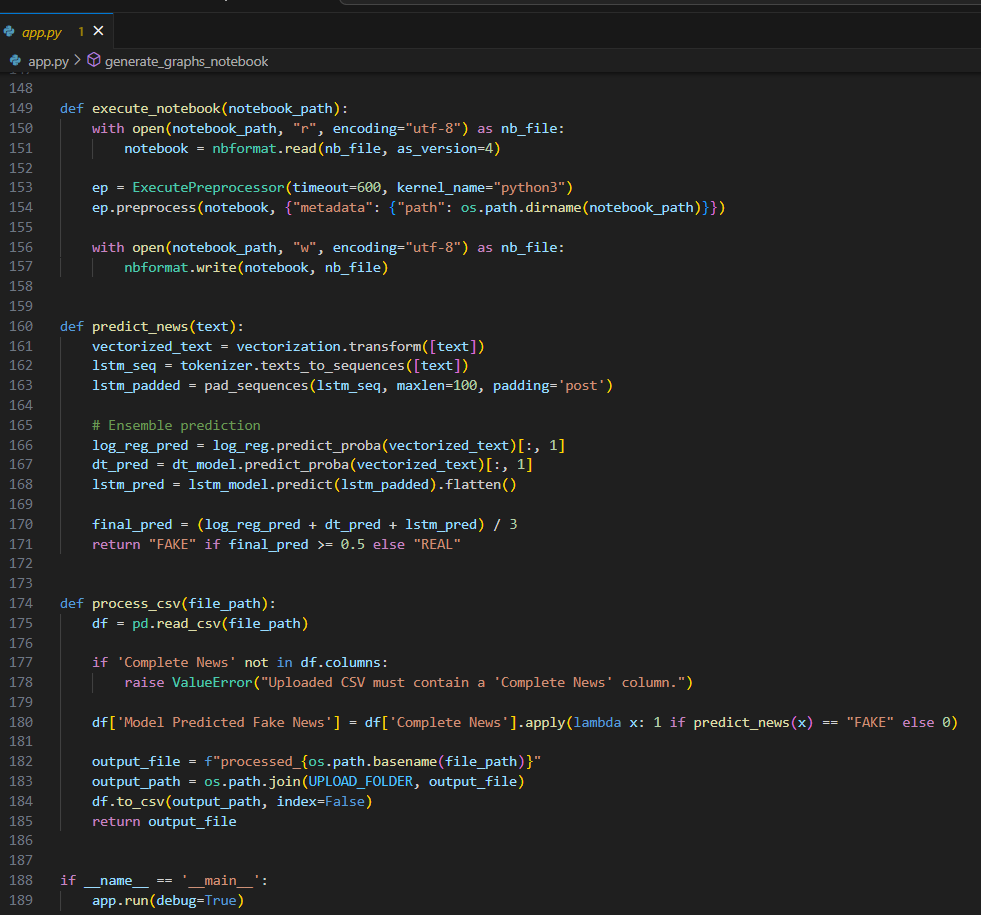 app.py 1
app.py > generate_graphs_notebook
148
149 def execute_notebook(notebook_path):
150     with open(notebook_path, "r", encoding="utf-8") as nb_file:
151         notebook = nbformat.read(nb_file, as_version=4)
152
153     ep = ExecutePreprocessor(timeout=600, kernel_name="python3")
154     ep.preprocess(notebook, {"metadata": {"path": os.path.dirname(notebook_path)}})
155
156     with open(notebook_path, "w", encoding="utf-8") as nb_file:
157         nbformat.write(notebook, nb_file)
158
159
160 def predict_news(text):
161     vectorized_text = vectorization.transform([text])
162     lstm_seq = tokenizer.texts_to_sequences([text])
163     lstm_padded = pad_sequences(lstm_seq, maxlen=100, padding='post')
164
165     # Ensemble prediction
166     log_reg_pred = log_reg.predict_proba(vectorized_text)[:, 1]
167     dt_pred = dt_model.predict_proba(vectorized_text)[:, 1]
168     lstm_pred = lstm_model.predict(lstm_padded).flatten()
169
170     final_pred = (log_reg_pred + dt_pred + lstm_pred) / 3
171     return "FAKE" if final_pred >= 0.5 else "REAL"
172
173
174 def process_csv(file_path):
175     df = pd.read_csv(file_path)
176
177     if 'Complete News' not in df.columns:
178         raise ValueError("Uploaded CSV must contain a 'Complete News' column.")
179
180     df['Model Predicted Fake News'] = df['Complete News'].apply(lambda x: 1 if predict_news(x) == "FAKE" else 0)
181
182     output_file = f"processed_{os.path.basename(file_path)}"
183     output_path = os.path.join(UPLOAD_FOLDER, output_file)
184     df.to_csv(output_path, index=False)
185     return output_file
186
187
188 if __name__ == '__main__':
189     app.run(debug=True)